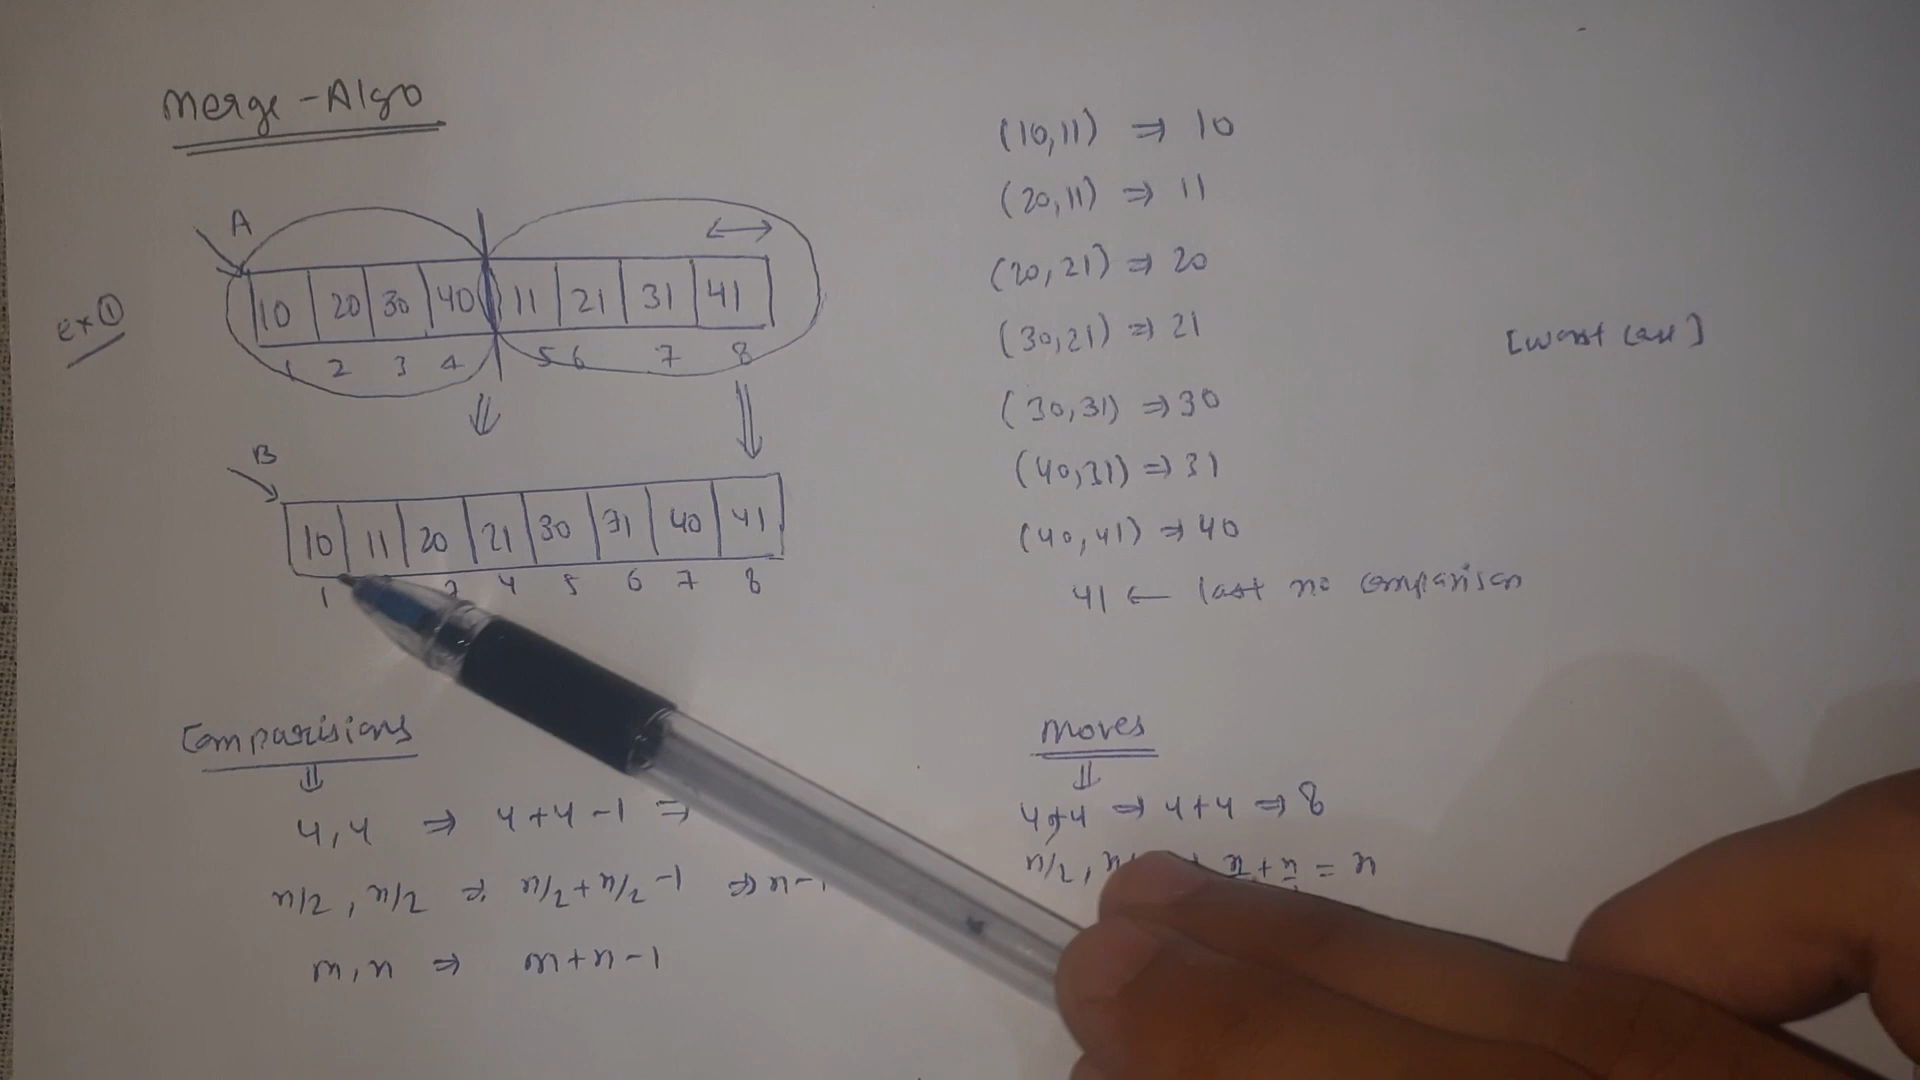 Merge - Algo
A
ex ①
10 20 30 40 11 21 31 41
1 2 3 4 5 6 7 8
B
10 11 20 21 30 31 40 41
1 3 4 5 6 7 8
(10,11) ⇒ 10
(20,11) ⇒ 11
(20,21) ⇒ 20
(30,21) ⇒ 21
(30,31) ⇒ 30
(40,31) ⇒ 31
(40,41) ⇒ 40
41 ← last no comparison
[worst case]
Comparisions
⇓
4,4 ⇒ 4+4-1 =
n/2, n/2 ⇒ n/2+n/2-1 ⇒ n-1
m,n ⇒ m+n-1
Moves
⇓
⇒ 4+4 ⇒ 8
n/2, = n